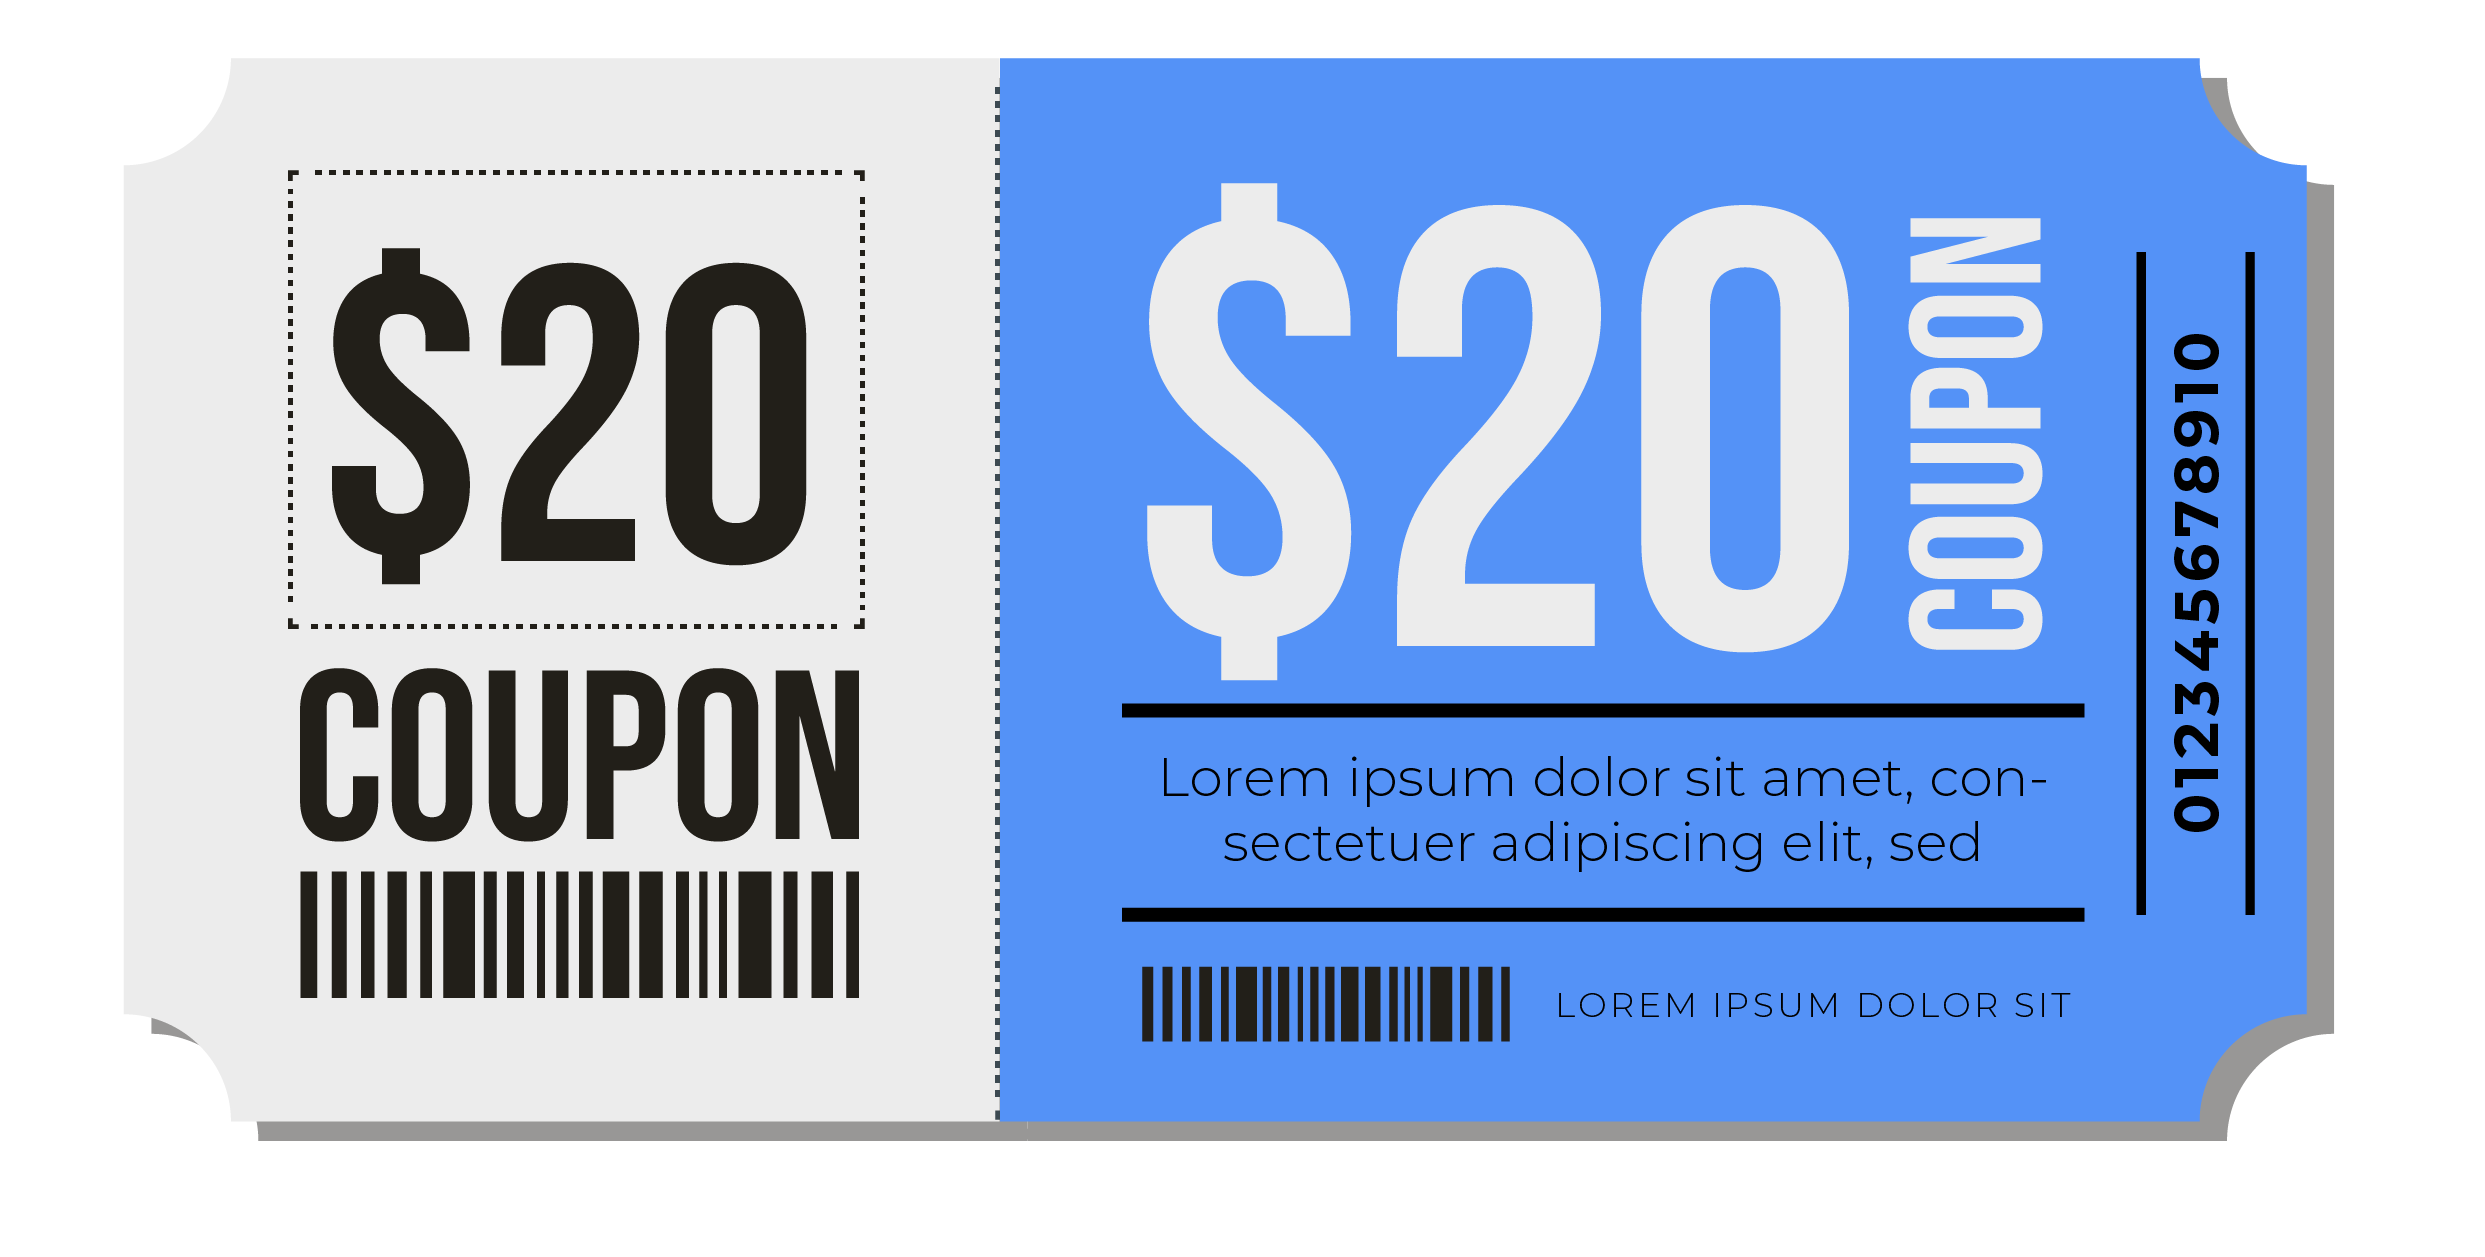 $20
COUPON
$20
COUPON
Lorem ipsum dolor sit amet, con-
sectetuer adipiscing elit, sed
LOREM IPSUM DOLOR SIT
012345678910